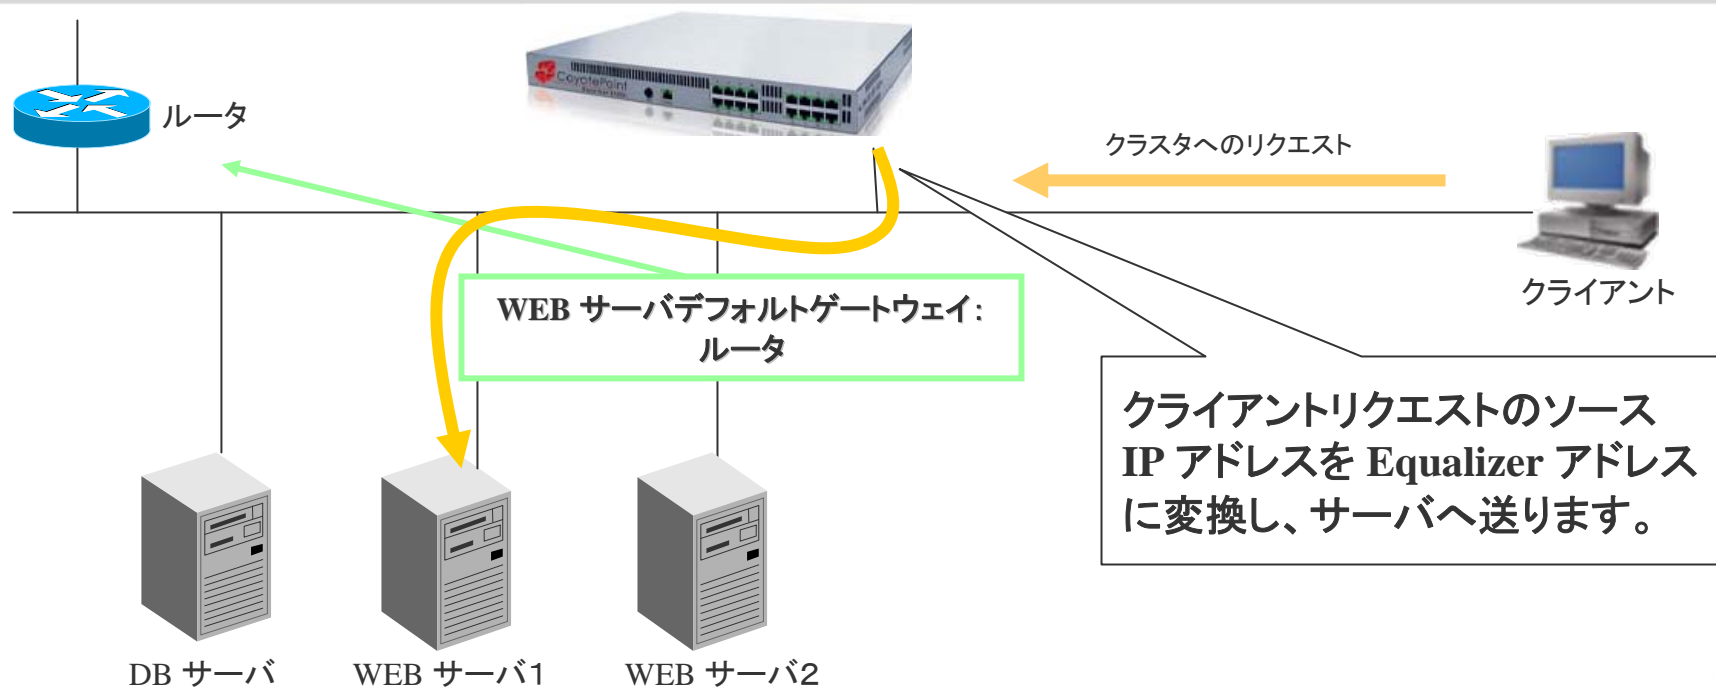 CoyotePoint
ルータ
クラスタへのリクエスト
クライアント
WEB サーバデフォルトゲートウェイ：
ルータ
クライアントリクエストのソース
IP アドレスを Equalizer アドレス
に変換し、サーバへ送ります。
DB サーバ
WEB サーバ1
WEB サーバ2